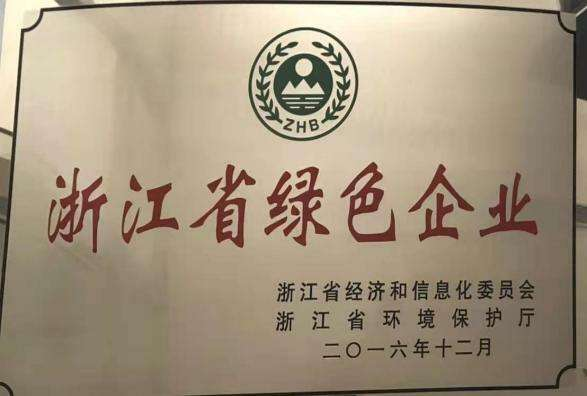 ZHB
浙江省绿色企业
浙江省经济和信息化委员会
浙江省环境保护厅
二〇一六年十二月